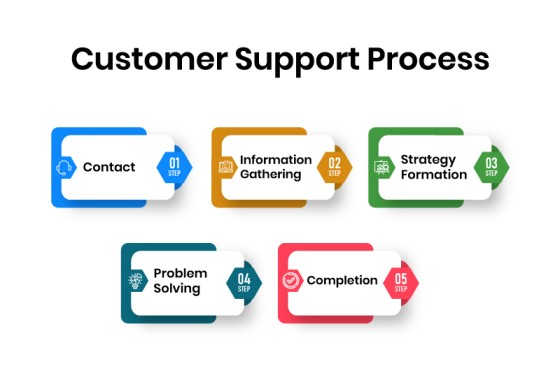 Customer Support Process
Contact
01
STEP
Information
Gathering
02
STEP
Strategy
Formation
03
STEP
Problem
Solving
04
STEP
Completion
05
STEP